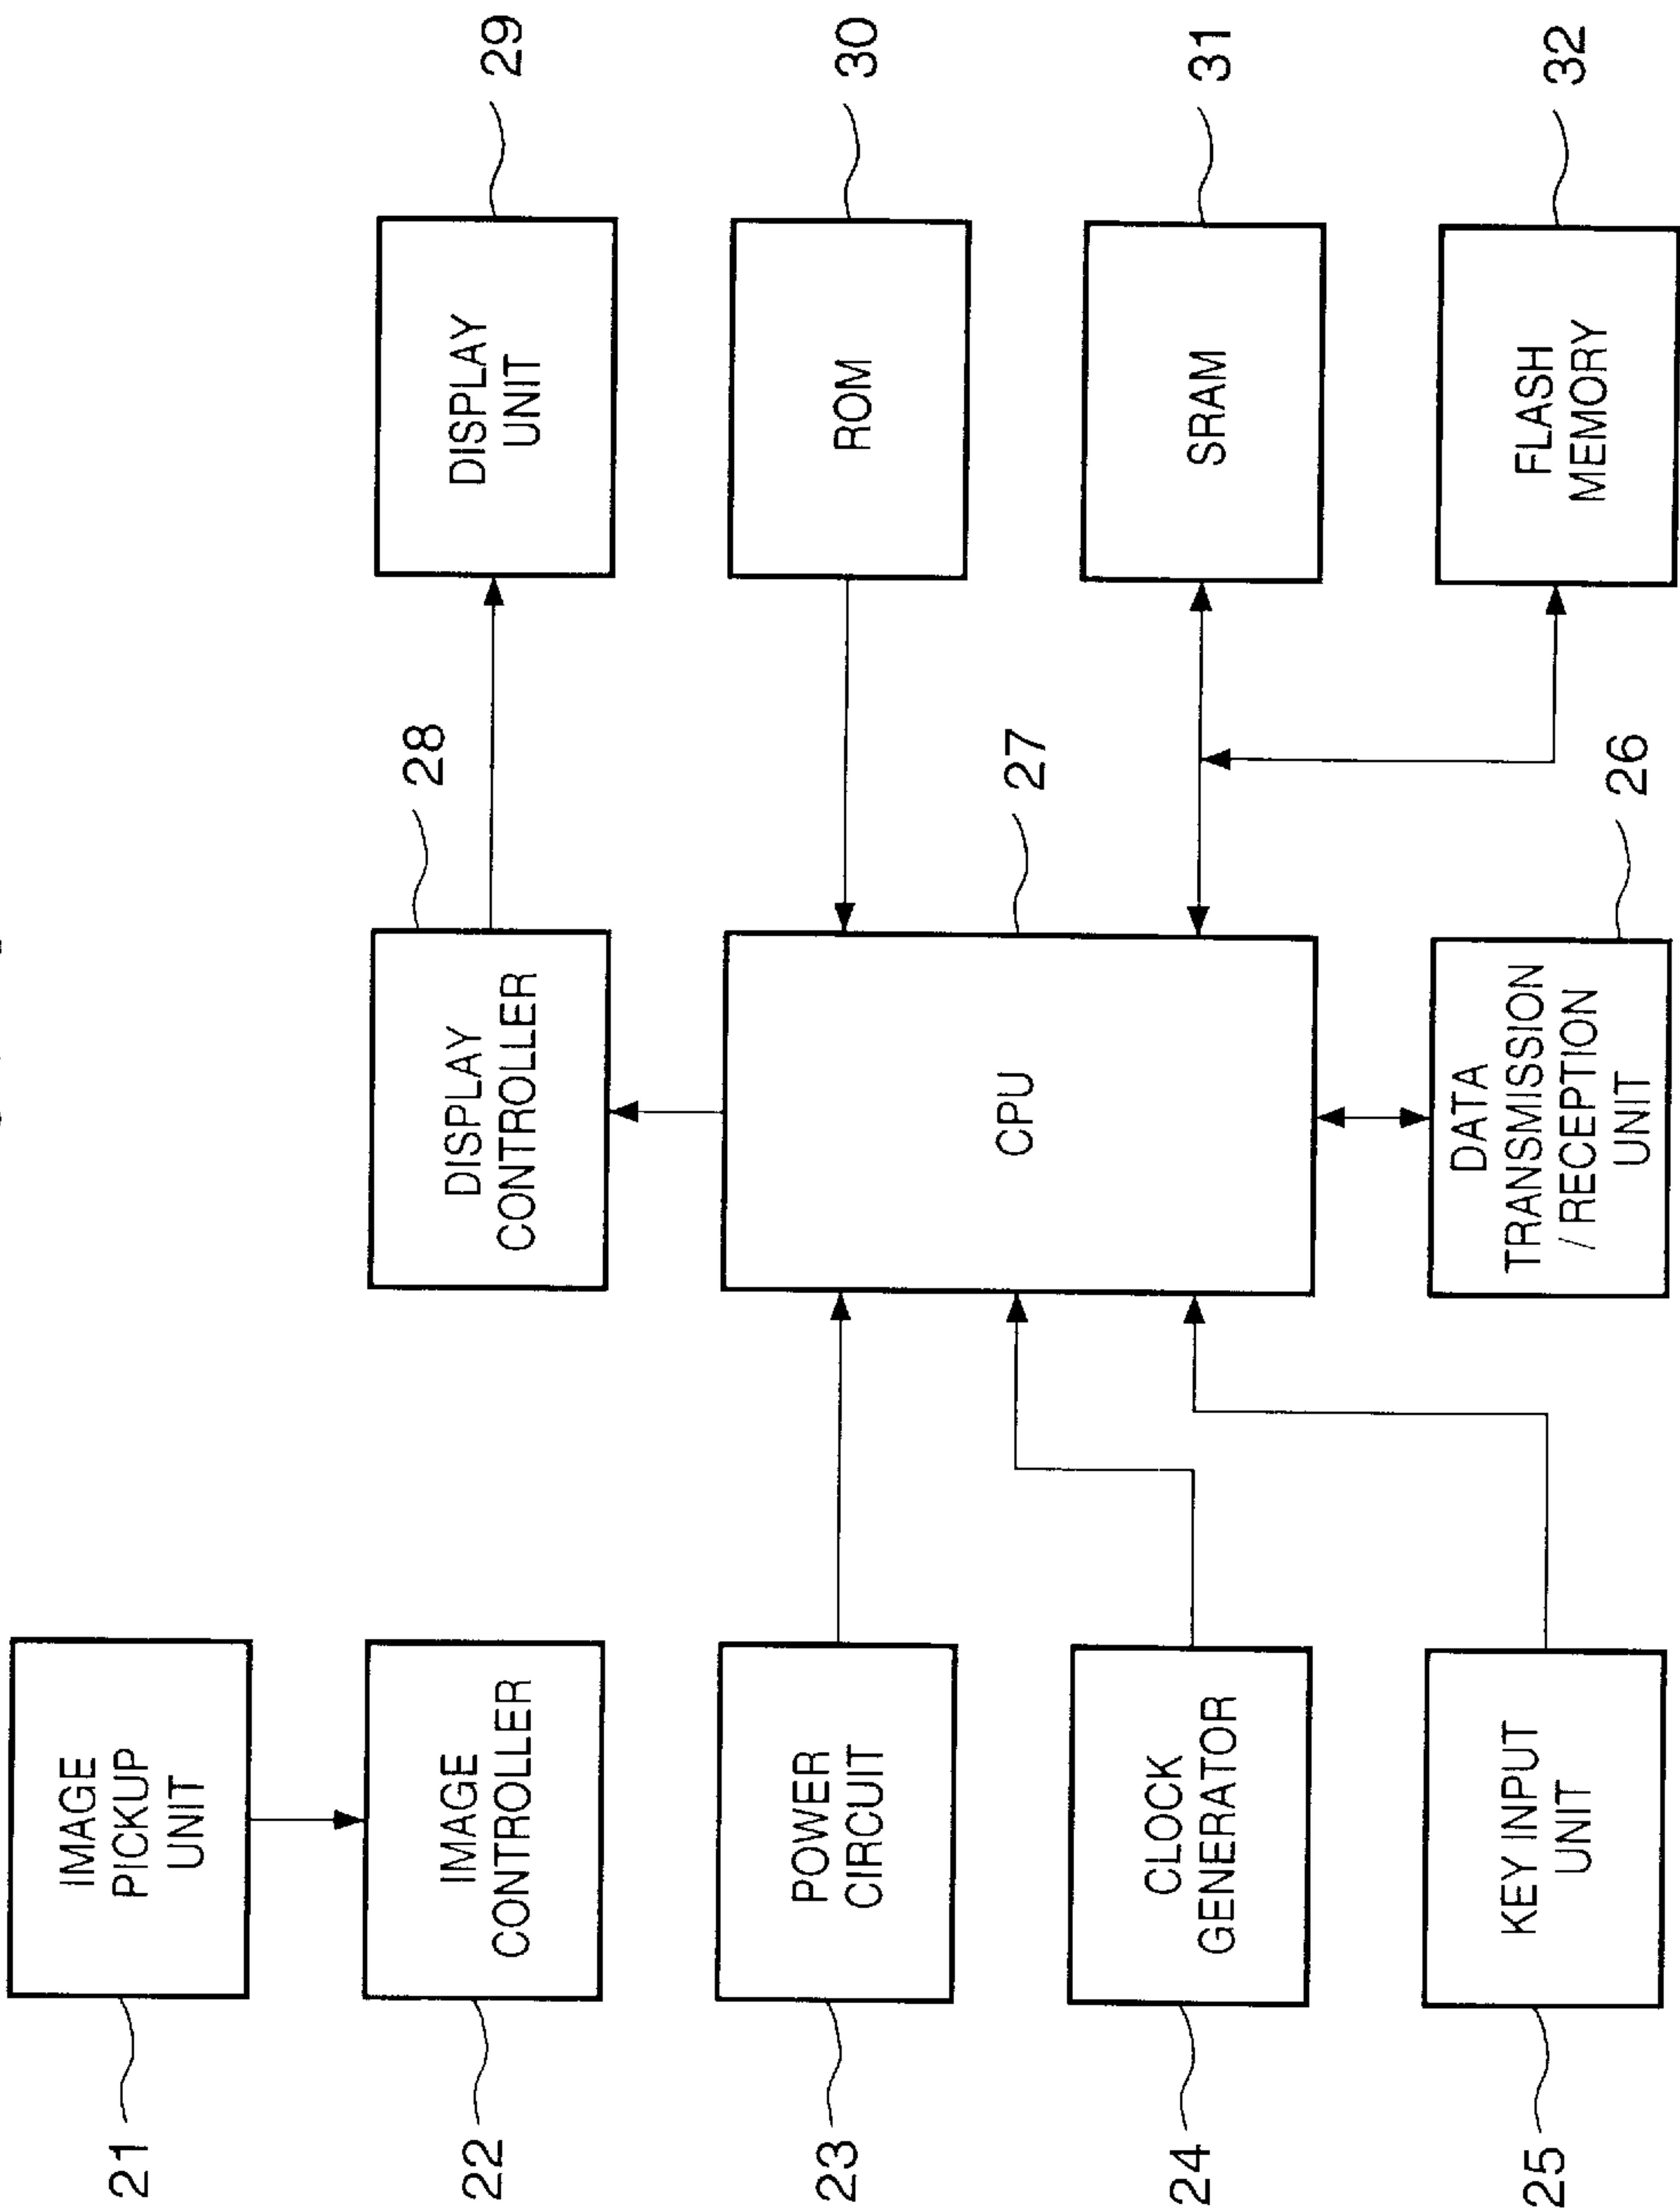 21
IMAGE
PICKUP
UNIT
22
IMAGE
CONTROLLER
23
POWER
CIRCUIT
24
CLOCK
GENERATOR
25
KEY INPUT
UNIT
28
DISPLAY
CONTROLLER
27
CPU
26
DATA
TRANSMISSION
/ RECEPTION
UNIT
29
DISPLAY
UNIT
30
ROM
31
SRAM
32
FLASH
MEMORY